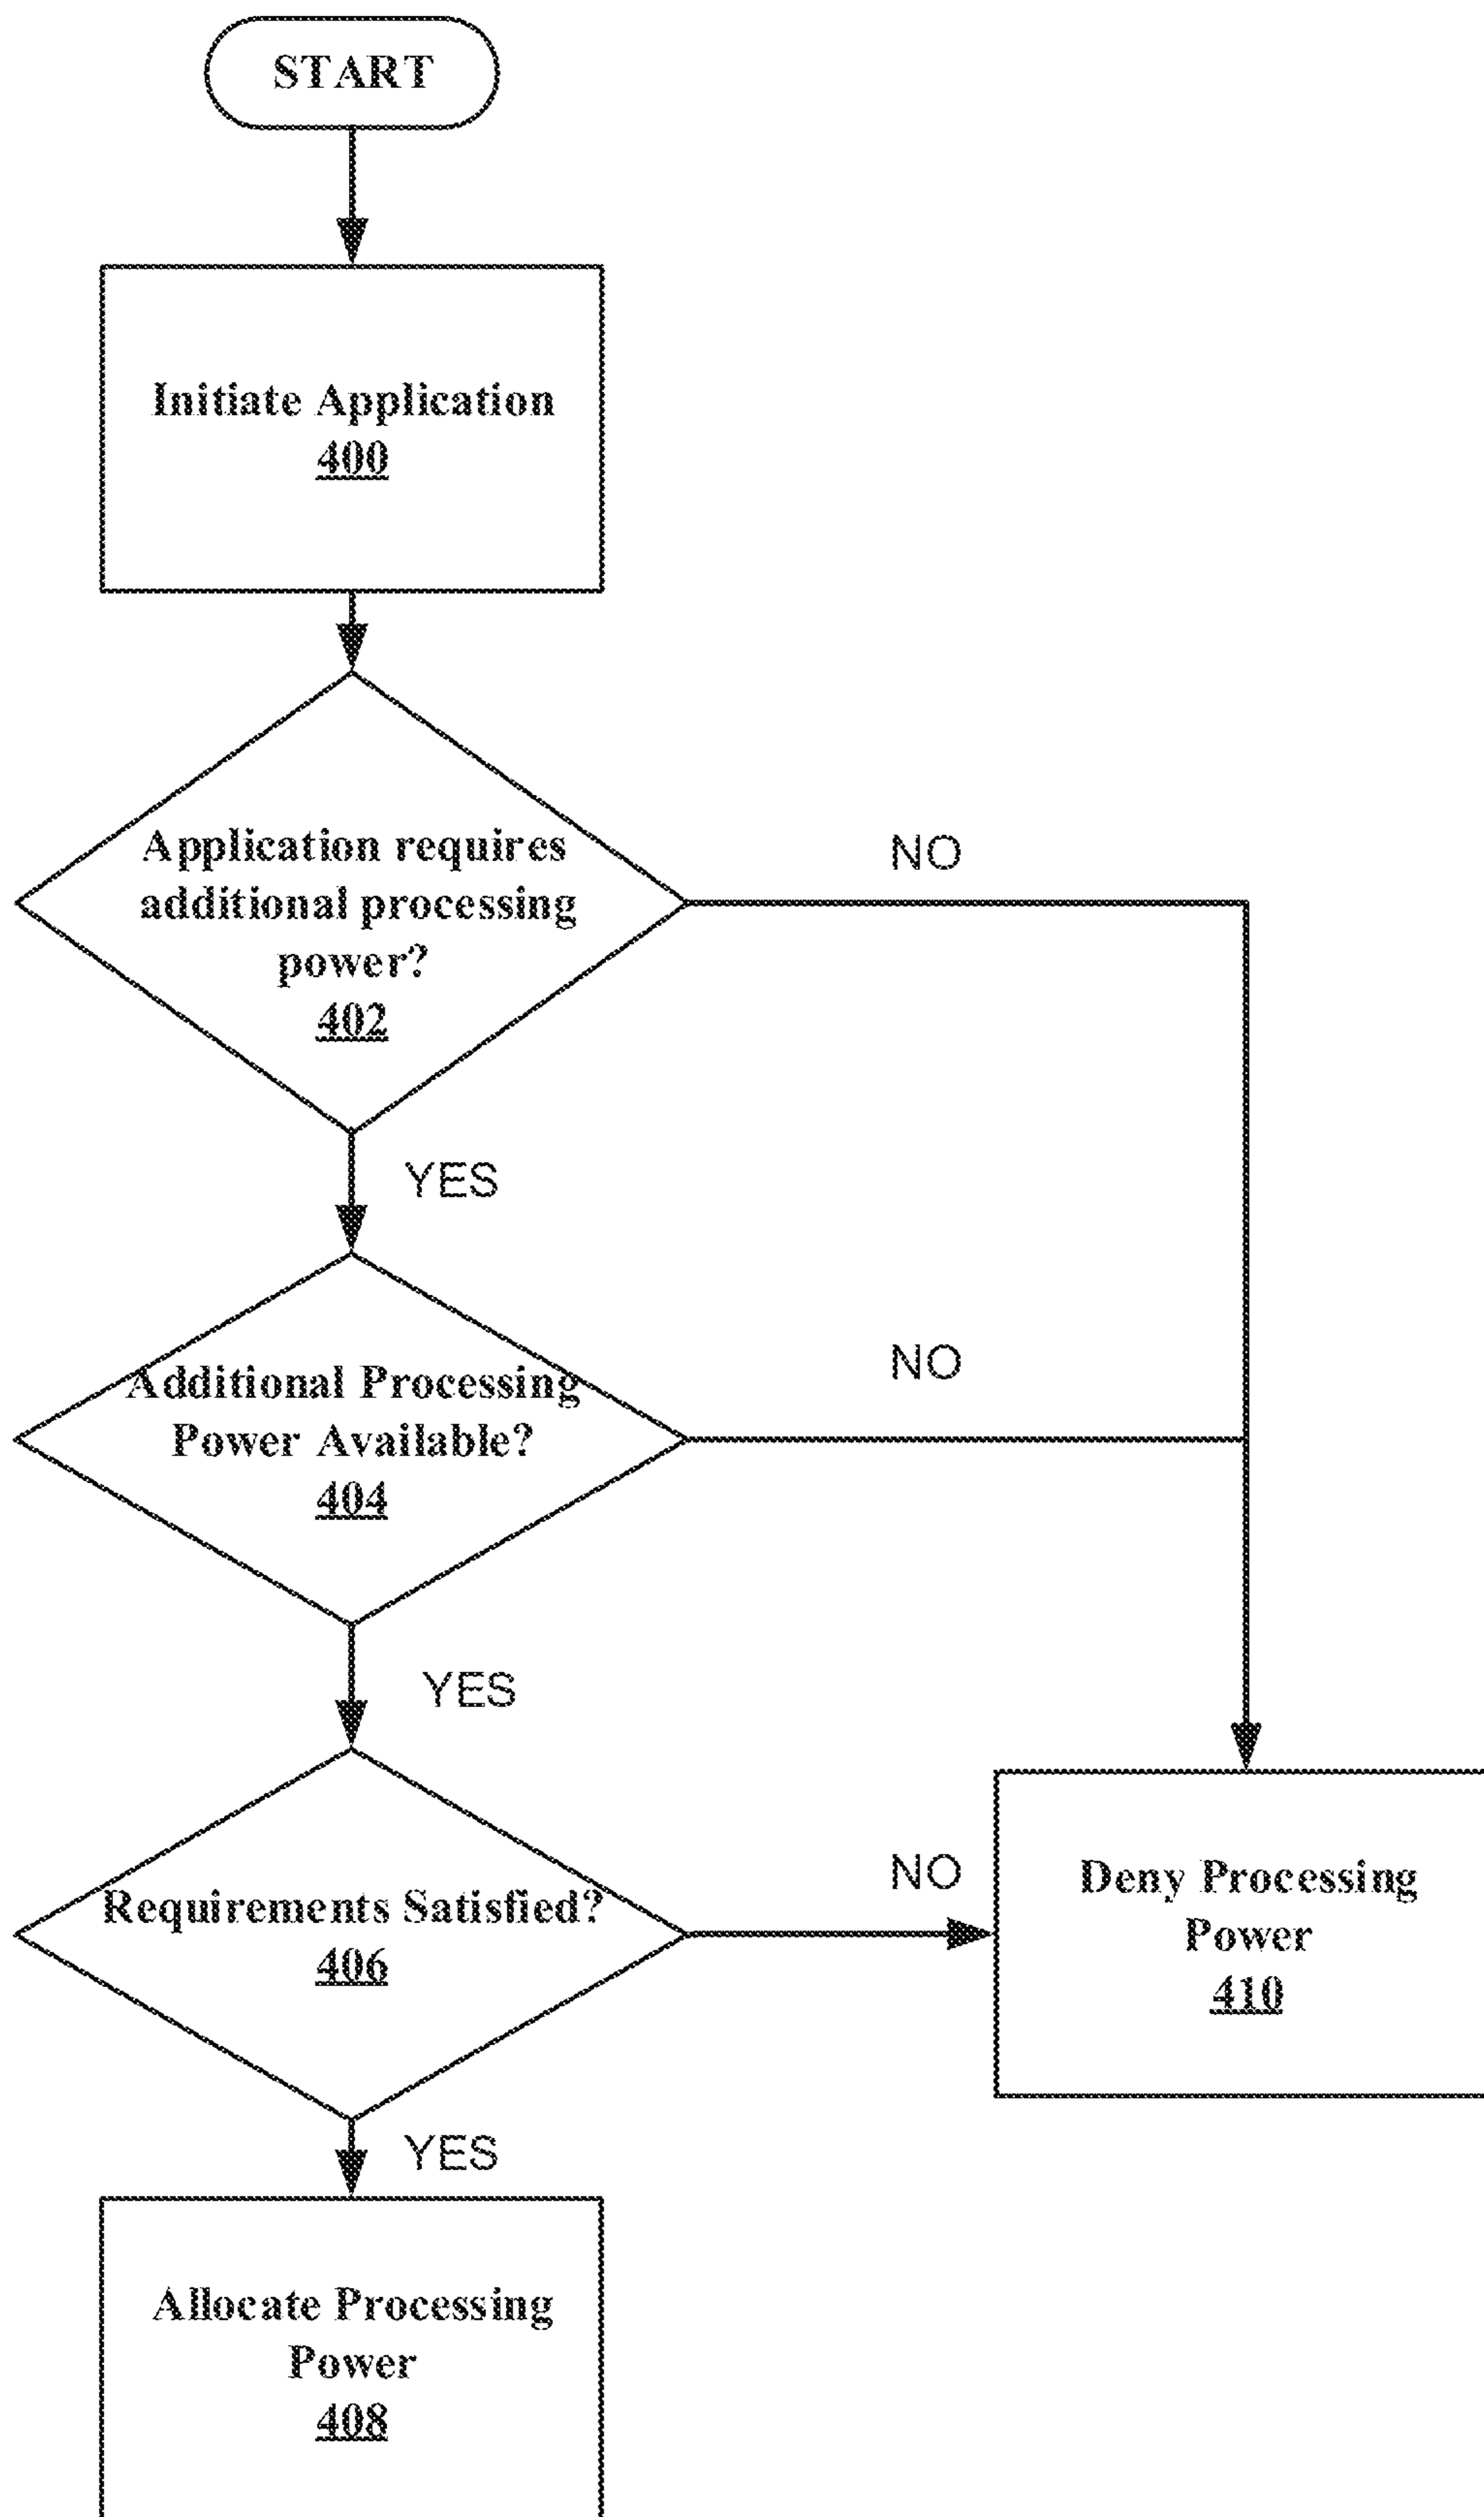 START
Initiate Application
400
Application requires
additional processing
power?
402
NO
YES
Additional Processing
Power Available?
404
NO
YES
Requirements Satisfied?
406
NO
Deny Processing
Power
410
YES
Allocate Processing
Power
408